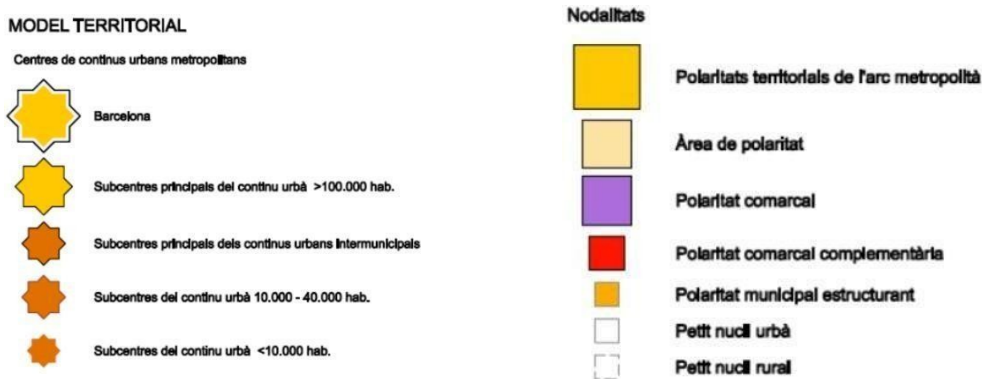 MODEL TERRITORIAL
Centres de continus urbans metropolitans
Barcelona
Subcentres principals del continu urbà >100.000 hab.
Subcentres principals dels continus urbans intermunicipals
Subcentres del continu urbà 10.000 - 40.000 hab.
Subcentres del continu urbà <10.000 hab.
Nodalitats
Polaritats territorials de l'arc metropolità
Àrea de polaritat
Polaritat comarcal
Polaritat comarcal complementària
Polaritat municipal estructurant
Petit nucli urbà
Petit nucli rural